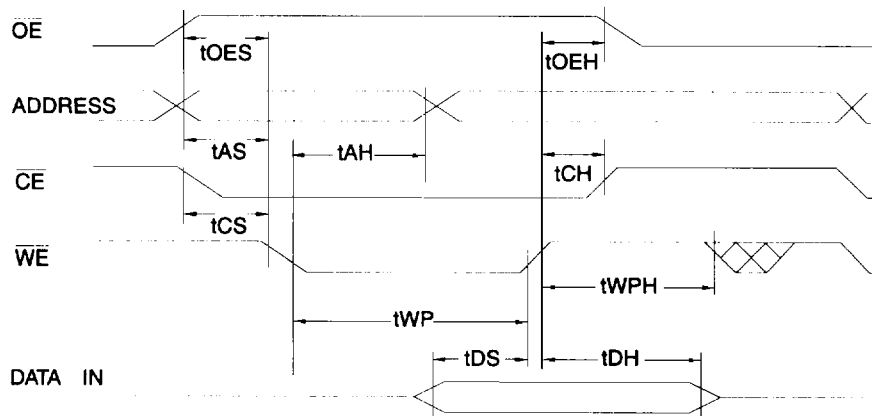 OE
tOES
tOEH
ADDRESS
tAS
tAH
CE
tCH
tCS
WE
tWPH
tWP
tDS
tDH
DATA IN